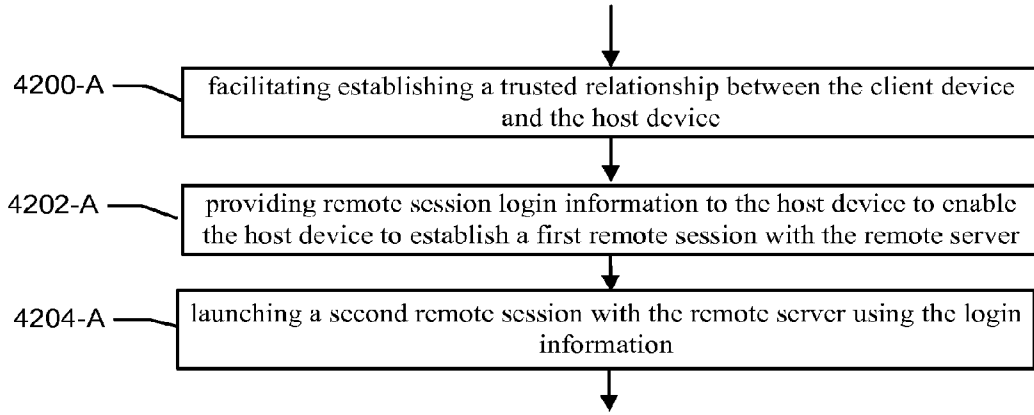 4200-A
facilitating establishing a trusted relationship between the client device
and the host device
4202-A
providing remote session login information to the host device to enable
the host device to establish a first remote session with the remote server
4204-A
launching a second remote session with the remote server using the login
information